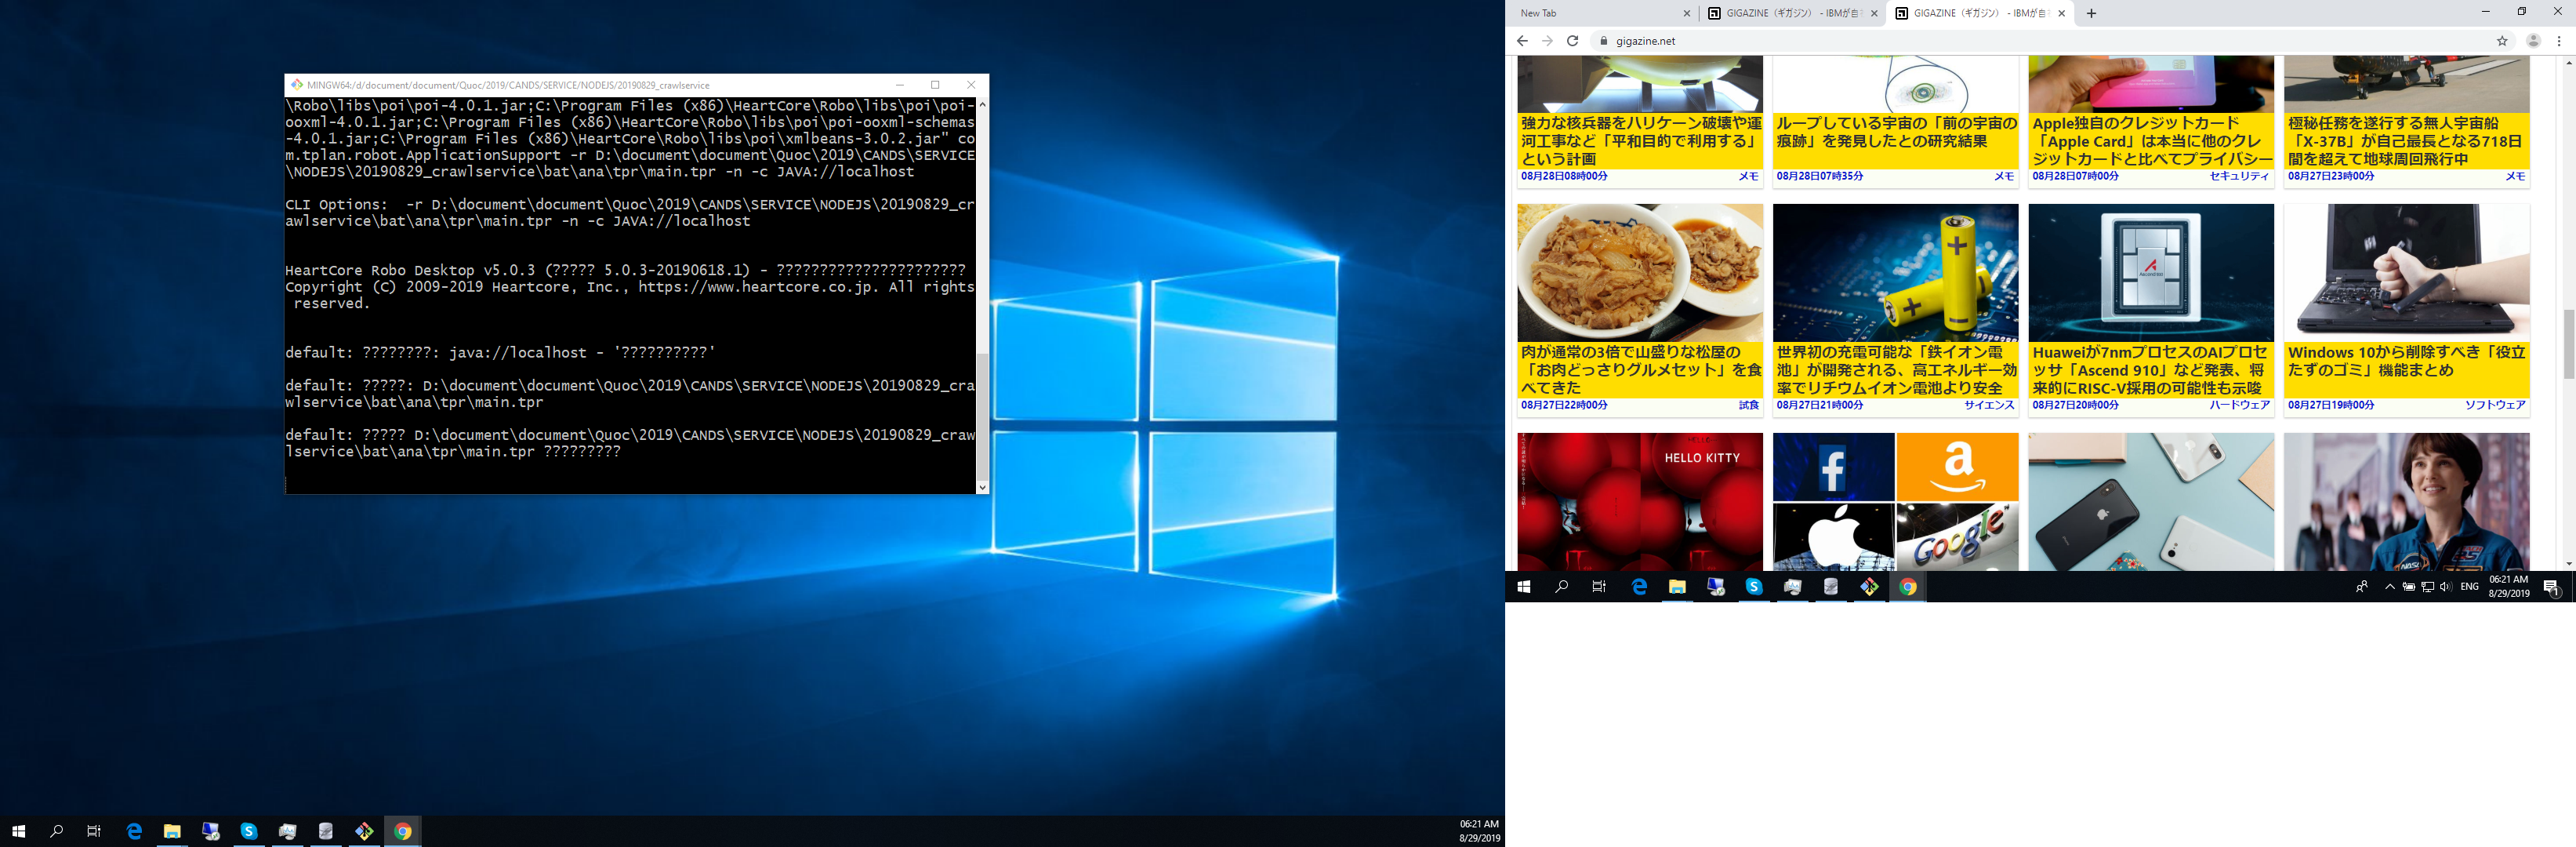 MINGW64:/d/document/document/Quoc/2019/CANDS/SERVICE/NODEJS/20190829_crawlservice
\Robo\libs\poi\poi-4.0.1.jar;C:\Program Files (x86)\HeartCore\Robo\libs\poi\poi-
ooxml-4.0.1.jar;C:\Program Files (x86)\HeartCore\Robo\libs\poi\poi-ooxml-schemas
-4.0.1.jar;C:\Program Files (x86)\HeartCore\Robo\libs\poi\xmlbeans-3.0.2.jar" co
m.tplan.robot.ApplicationSupport -r D:\document\document\Quoc\2019\CANDS\SERVICE
\NODEJS\20190829_crawlservice\bat\ana\tpr\main.tpr -n -c JAVA://localhost
CLI Options:  -r D:\document\document\Quoc\2019\CANDS\SERVICE\NODEJS\20190829_cr
awlservice\bat\ana\tpr\main.tpr -n -c JAVA://localhost
HeartCore Robo Desktop v5.0.3 (????? 5.0.3-20190618.1) - ??????????????????????
Copyright (C) 2009-2019 Heartcore, Inc., https://www.heartcore.co.jp. All rights
reserved.
default: ????????: java://localhost - '??????????'
default: ?????: D:\document\document\Quoc\2019\CANDS\SERVICE\NODEJS\20190829_cra
wlservice\bat\ana\tpr\main.tpr
default: ????? D:\document\document\Quoc\2019\CANDS\SERVICE\NODEJS\20190829_craw
lservice\bat\ana\tpr\main.tpr ?????????
06:21 AM
8/29/2019
New Tab
GIGAZINE（ギガジン） - IBMが自
GIGAZINE（ギガジン） - IBMが自
gigazine.net
強力な核兵器をハリケーン破壊や運
河工事など「平和目的で利用する」
という計画
08月28日08時00分 メモ
ループしている宇宙の「前の宇宙の
痕跡」を発見したとの研究結果
08月28日07時35分 メモ
Apple独自のクレジットカード
「Apple Card」は本当に他のクレ
ジットカードと比べてプライバシー
08月28日07時00分 セキュリティ
極秘任務を遂行する無人宇宙船
「X-37B」が自己最長となる718日
間を超えて地球周回飛行中
08月27日23時00分 メモ
肉が通常の3倍で山盛りな松屋の
「お肉どっさりグルメセット」を食
べてきた
08月27日22時00分 試食
世界初の充電可能な「鉄イオン電
池」が開発される、高エネルギー効
率でリチウムイオン電池より安全
08月27日21時00分 サイエンス
Ascend 910
Huaweiが7nmプロセスのAIプロセ
ッサ「Ascend 910」など発表、将
来的にRISC-V採用の可能性も示唆
08月27日20時00分 ハードウェア
Windows 10から削除すべき「役立
たずのゴミ」機能まとめ
08月27日19時00分 ソフトウェア
HELLO KITTY
Google
NASA
ENG
06:21 AM
8/29/2019
1